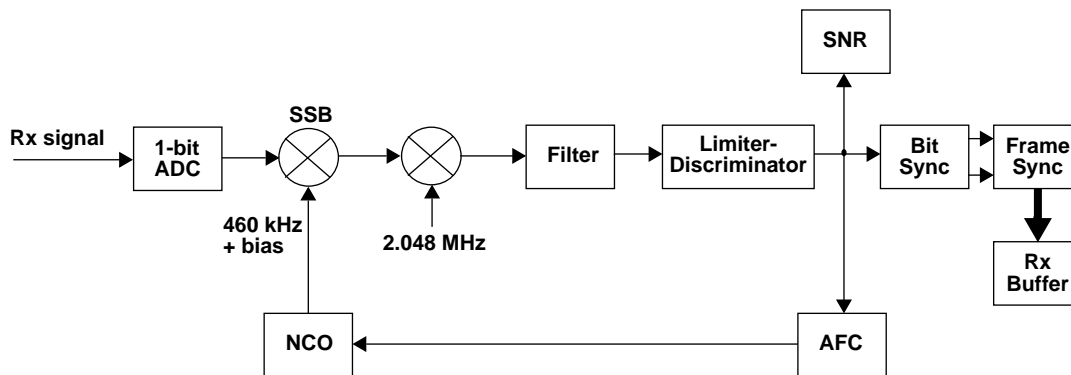 SNR
SSB
Rx signal
1-bit
ADC
Filter
Limiter-
Discriminator
Bit
Sync
Frame
Sync
460 kHz
+ bias
2.048 MHz
Rx
Buffer
NCO
AFC